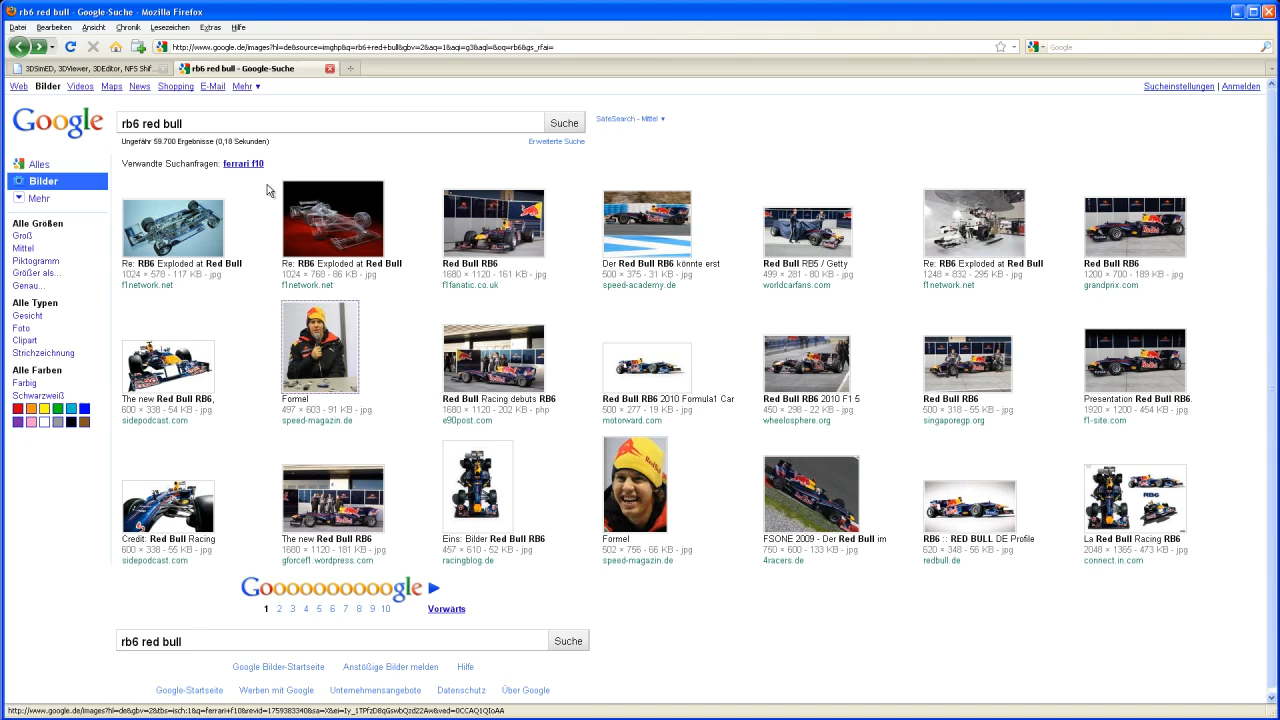 rb6 red bull - Google-Suche - Mozilla Firefox
Datei Bearbeiten Ansicht Chronik Lesezeichen Extras Hilfe
http://www.google.de/images?hl=de&source=imghp&q=rb6+red+bull&gbv=2&aq=1&aqi=g3&aql=&oq=rb6&gs_rfai=
Google
3DSimED, 3DViewer, 3DEditor, NFS Shif...
rb6 red bull - Google-Suche
Web Bilder Videos Maps News Shopping E-Mail Mehr ▼
Sucheinstellungen | Anmelden
Google
rb6 red bull
Suche
SafeSearch - Mittel ▼
Ungefähr 59.700 Ergebnisse (0,18 Sekunden)
Erweiterte Suche
Verwandte Suchanfragen: ferrari f10
Alles
Bilder
Mehr
Alle Größen
Groß
Mittel
Piktogramm
Größer als...
Genau...
Alle Typen
Gesicht
Foto
Clipart
Strichzeichnung
Alle Farben
Farbig
Schwarzweiß
Re: RB6 Exploded at Red Bull
1024 × 578 - 117 KB - jpg
f1network.net
Re: RB6 Exploded at Red Bull
1024 × 768 - 86 KB - jpg
f1network.net
Red Bull RB6
1680 × 1120 - 161 KB - jpg
f1fanatic.co.uk
Der Red Bull RB6 könnte erst
500 × 375 - 31 KB - jpg
speed-academy.de
Red Bull RB5 / Getty
499 × 281 - 80 KB - jpg
worldcarfans.com
Re: RB6 Exploded at Red Bull
1248 × 832 - 295 KB - jpg
f1network.net
Red Bull RB6
1200 × 700 - 189 KB - jpg
grandprix.com
The new Red Bull RB6,
600 × 338 - 54 KB - jpg
sidepodcast.com
Formel
497 × 603 - 91 KB - jpg
speed-magazin.de
Red Bull Racing debuts RB6
1680 × 1120 - 202 KB - php
e90post.com
Red Bull RB6 2010 Formula1 Car
500 × 277 - 19 KB - jpg
motorward.com
Red Bull RB6 2010 F1 5
450 × 298 - 22 KB - jpg
wheelosphere.org
Red Bull RB6
500 × 318 - 55 KB - jpg
singaporegp.org
Presentation Red Bull RB6.
1920 × 1200 - 454 KB - jpg
f1-site.com
Credit: Red Bull Racing
600 × 338 - 55 KB - jpg
sidepodcast.com
The new Red Bull RB6
1680 × 1120 - 181 KB - jpg
gforcef1.wordpress.com
Eins: Bilder Red Bull RB6
457 × 610 - 52 KB - jpg
racingblog.de
Formel
502 × 756 - 66 KB - jpg
speed-magazin.de
FSONE 2009 - Der Red Bull im
750 × 600 - 133 KB - jpg
4racers.de
RB6 :: RED BULL DE Profile
620 × 348 - 56 KB - jpg
redbull.de
RB6
La Red Bull Racing RB6
2048 × 1365 - 473 KB - jpg
connect.in.com
Goooooooooogle
1 2 3 4 5 6 7 8 9 10 Vorwärts
rb6 red bull
Suche
Google Bilder-Startseite Anstößige Bilder melden Hilfe
Google-Startseite Werben mit Google Unternehmensangebote Datenschutz Über Google